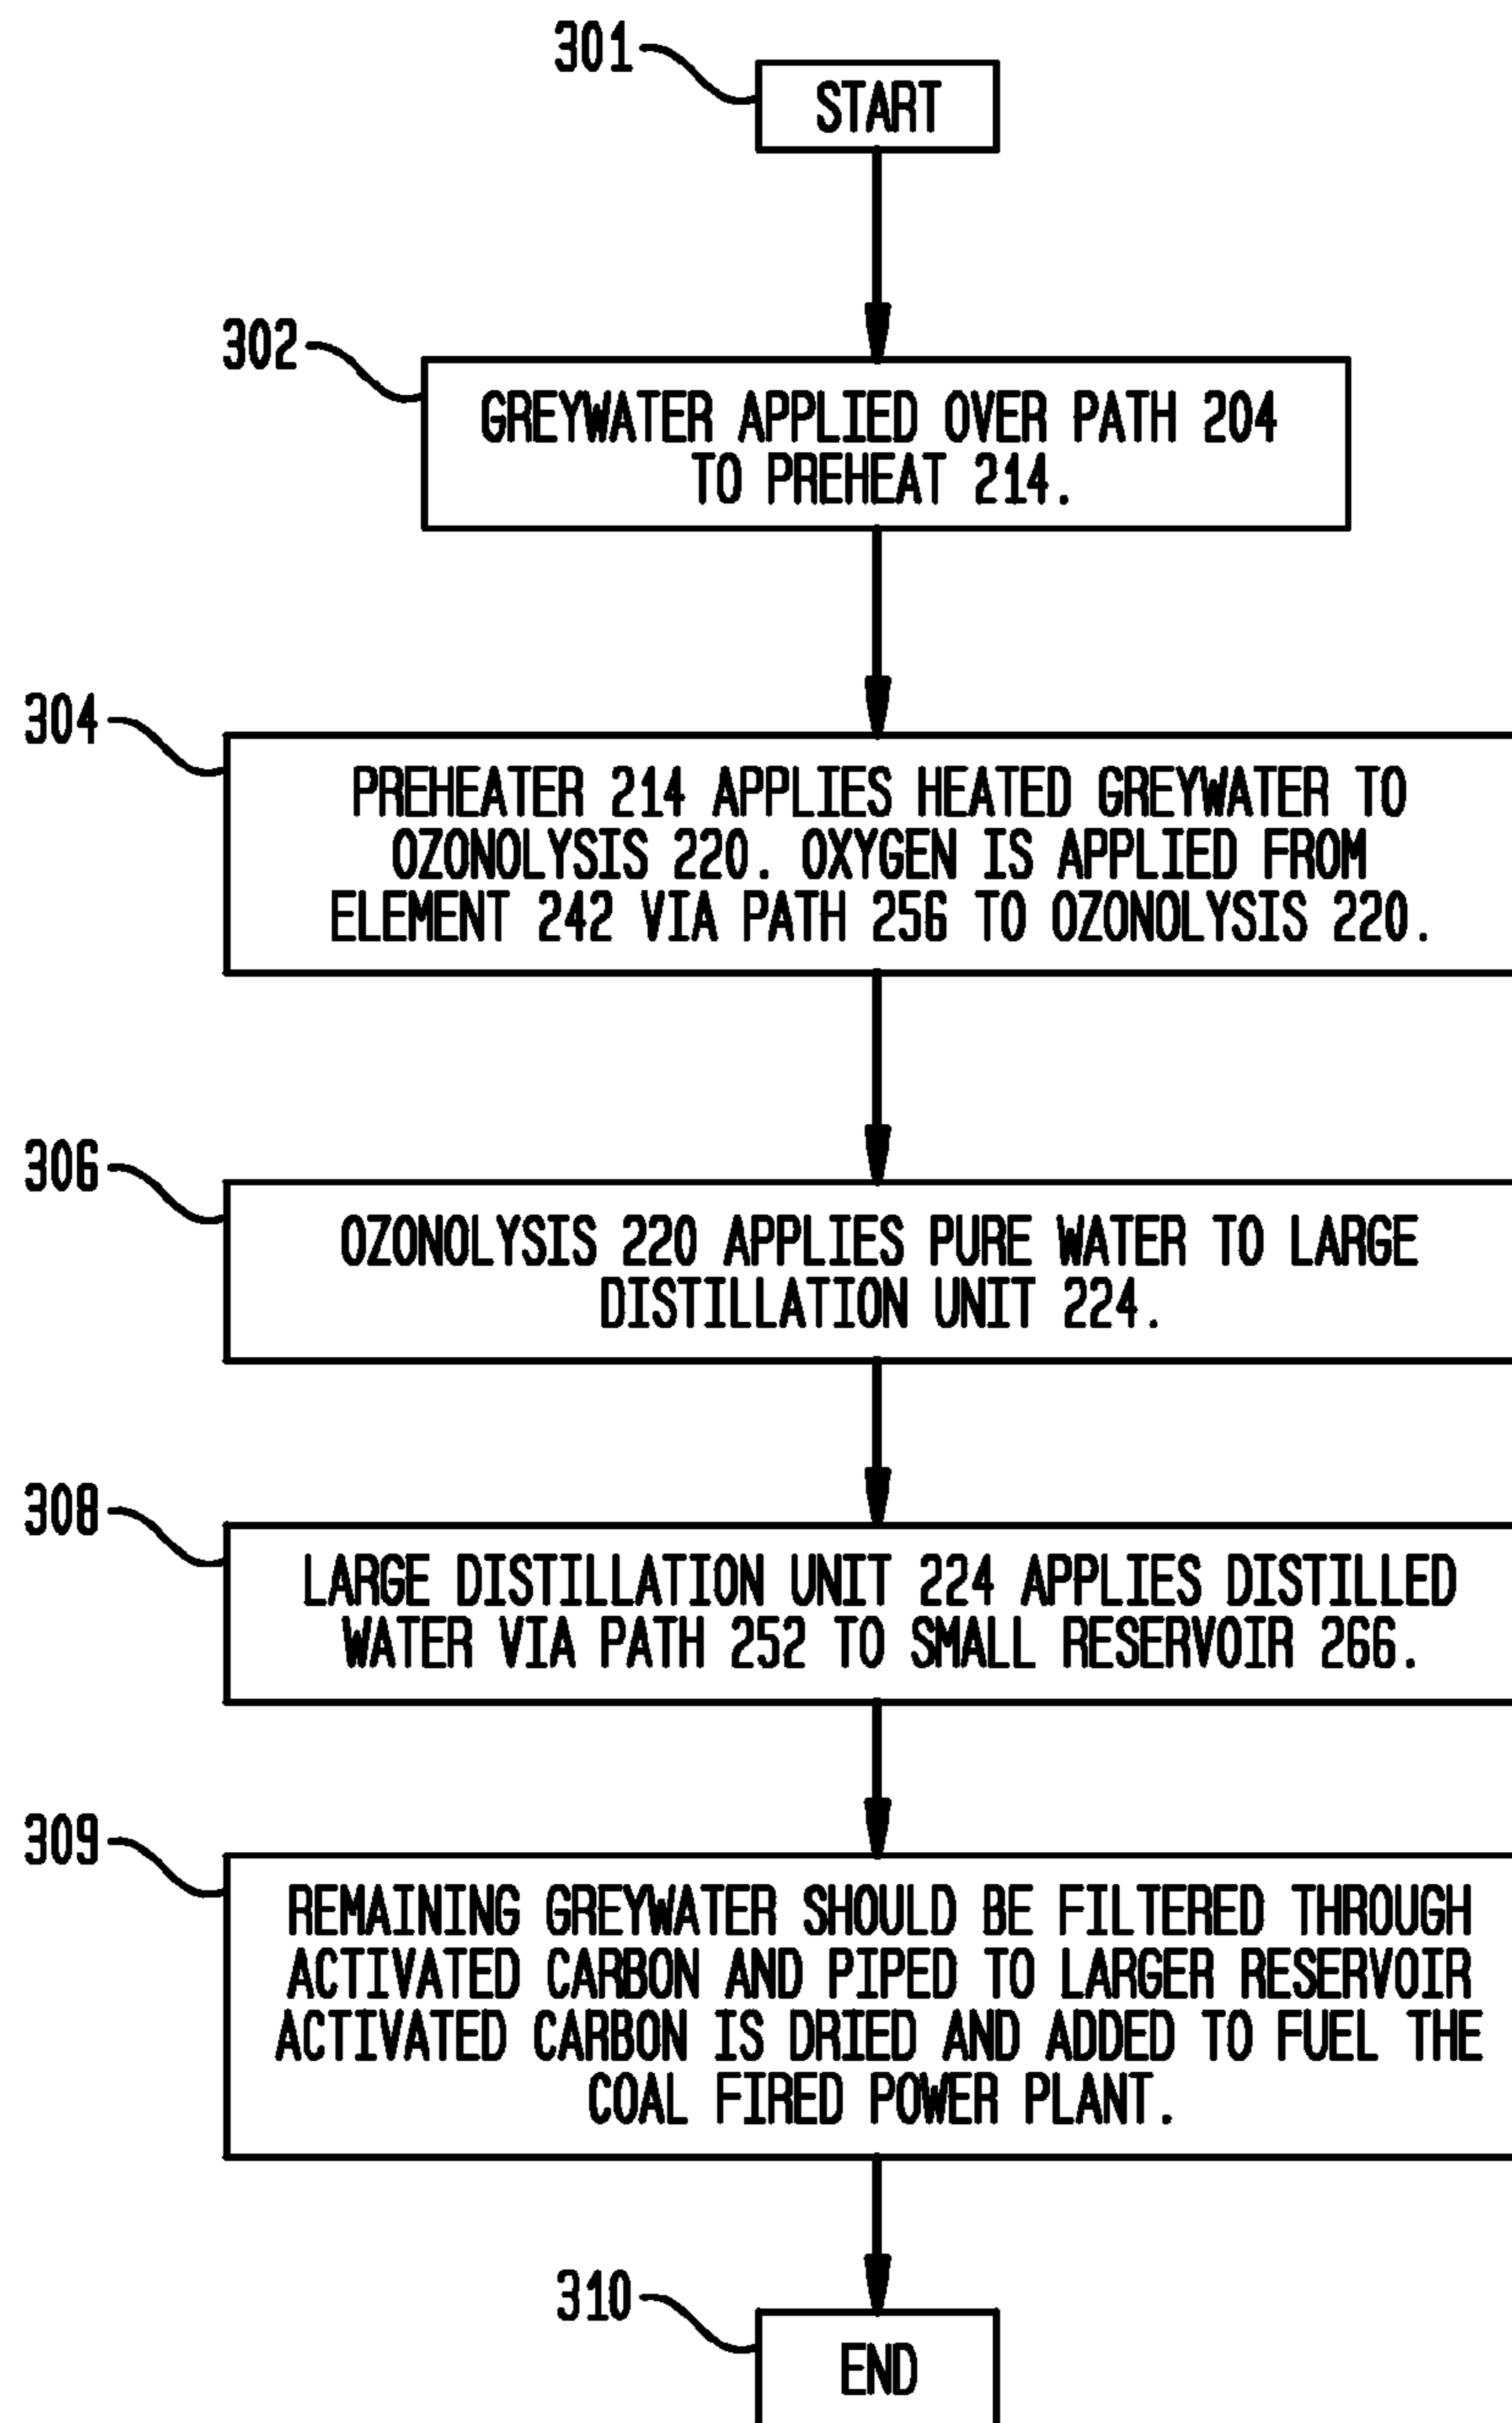 301
START
302
GREYWATER APPLIED OVER PATH 204
TO PREHEAT 214.
304
PREHEATER 214 APPLIES HEATED GREYWATER TO
OZONOLYSIS 220. OXYGEN IS APPLIED FROM
ELEMENT 242 VIA PATH 256 TO OZONOLYSIS 220.
306
OZONOLYSIS 220 APPLIES PURE WATER TO LARGE
DISTILLATION UNIT 224.
308
LARGE DISTILLATION UNIT 224 APPLIES DISTILLED
WATER VIA PATH 252 TO SMALL RESERVOIR 266.
309
REMAINING GREYWATER SHOULD BE FILTERED THROUGH
ACTIVATED CARBON AND PIPED TO LARGER RESERVOIR
ACTIVATED CARBON IS DRIED AND ADDED TO FUEL THE
COAL FIRED POWER PLANT.
310
END